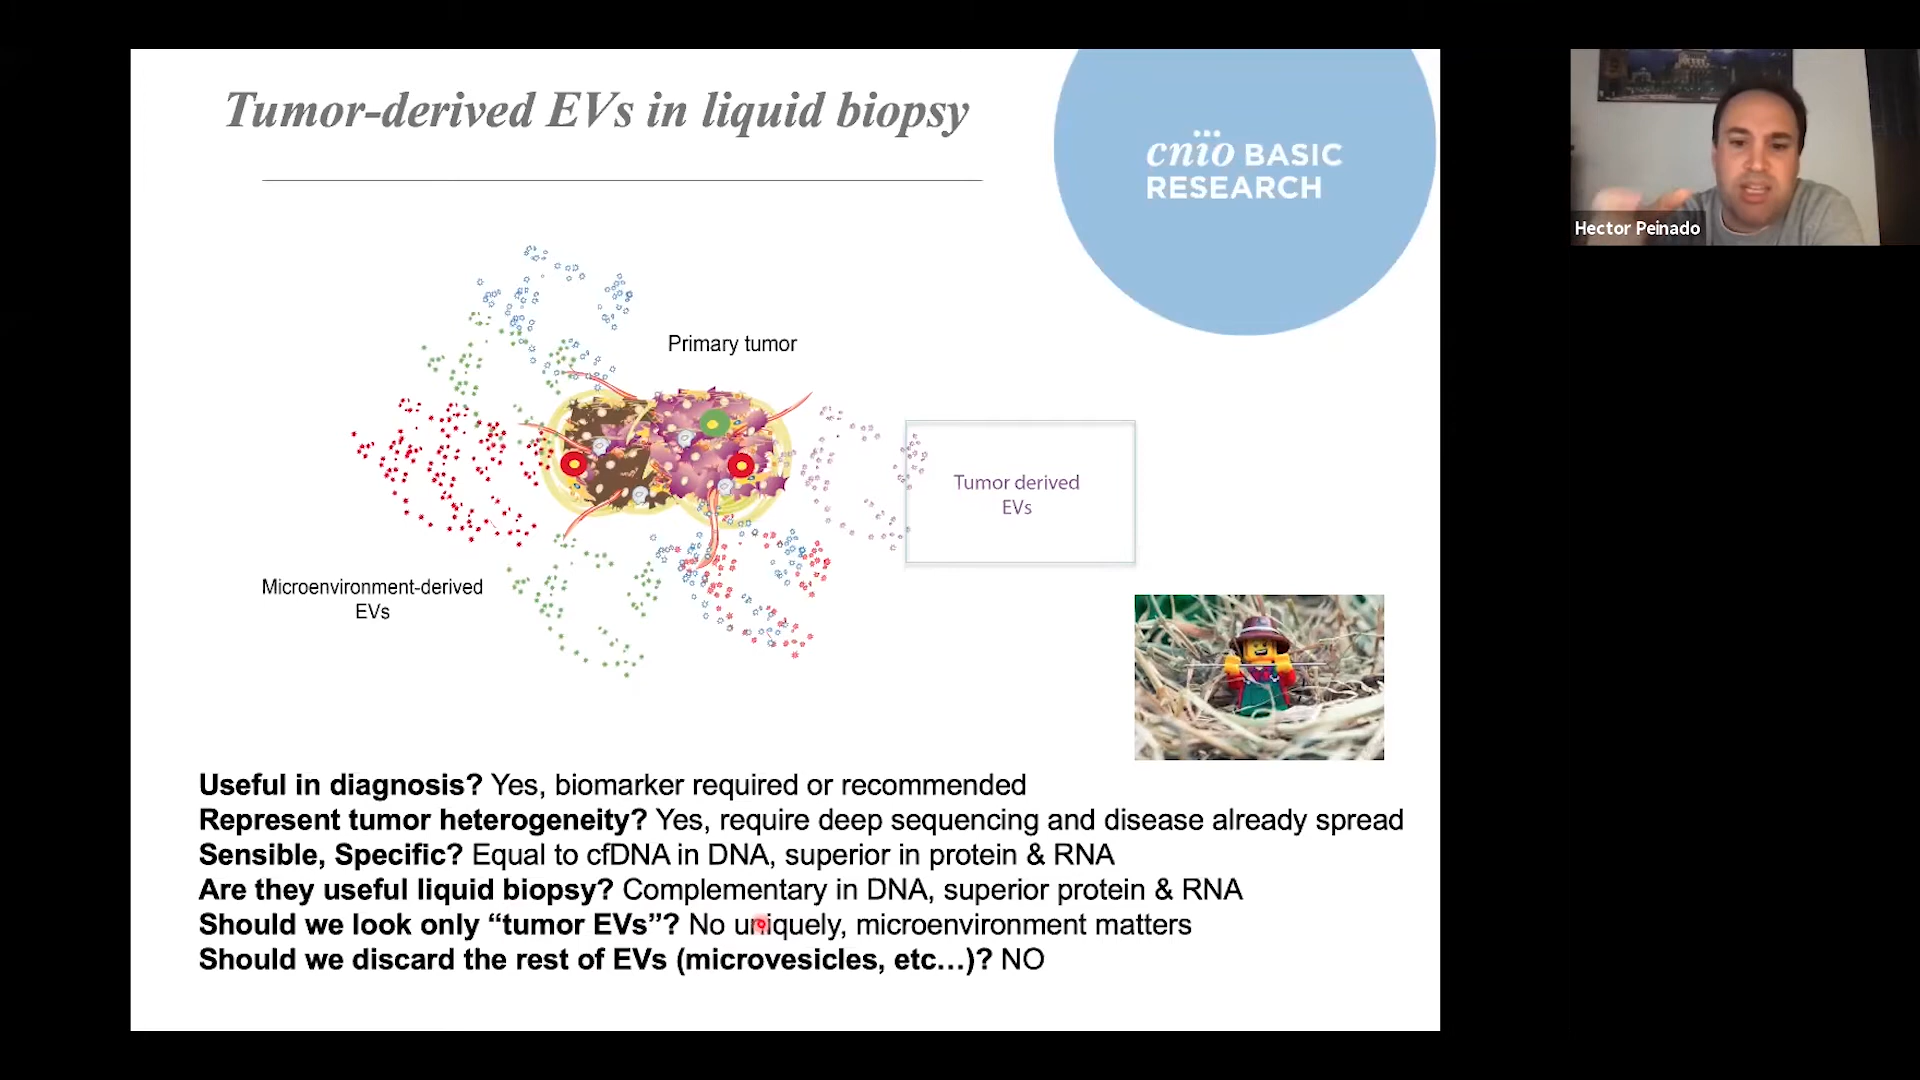 Tumor-derived EVs in liquid biopsy
cnio BASIC
RESEARCH
Hector Peinado
Primary tumor
Tumor derived
EVs
Microenvironment-derived
EVs
Useful in diagnosis? Yes, biomarker required or recommended
Represent tumor heterogeneity? Yes, require deep sequencing and disease already spread
Sensible, Specific? Equal to cfDNA in DNA, superior in protein & RNA
Are they useful liquid biopsy? Complementary in DNA, superior protein & RNA
Should we look only “tumor EVs”? No uniquely, microenvironment matters
Should we discard the rest of EVs (microvesicles, etc…)? NO